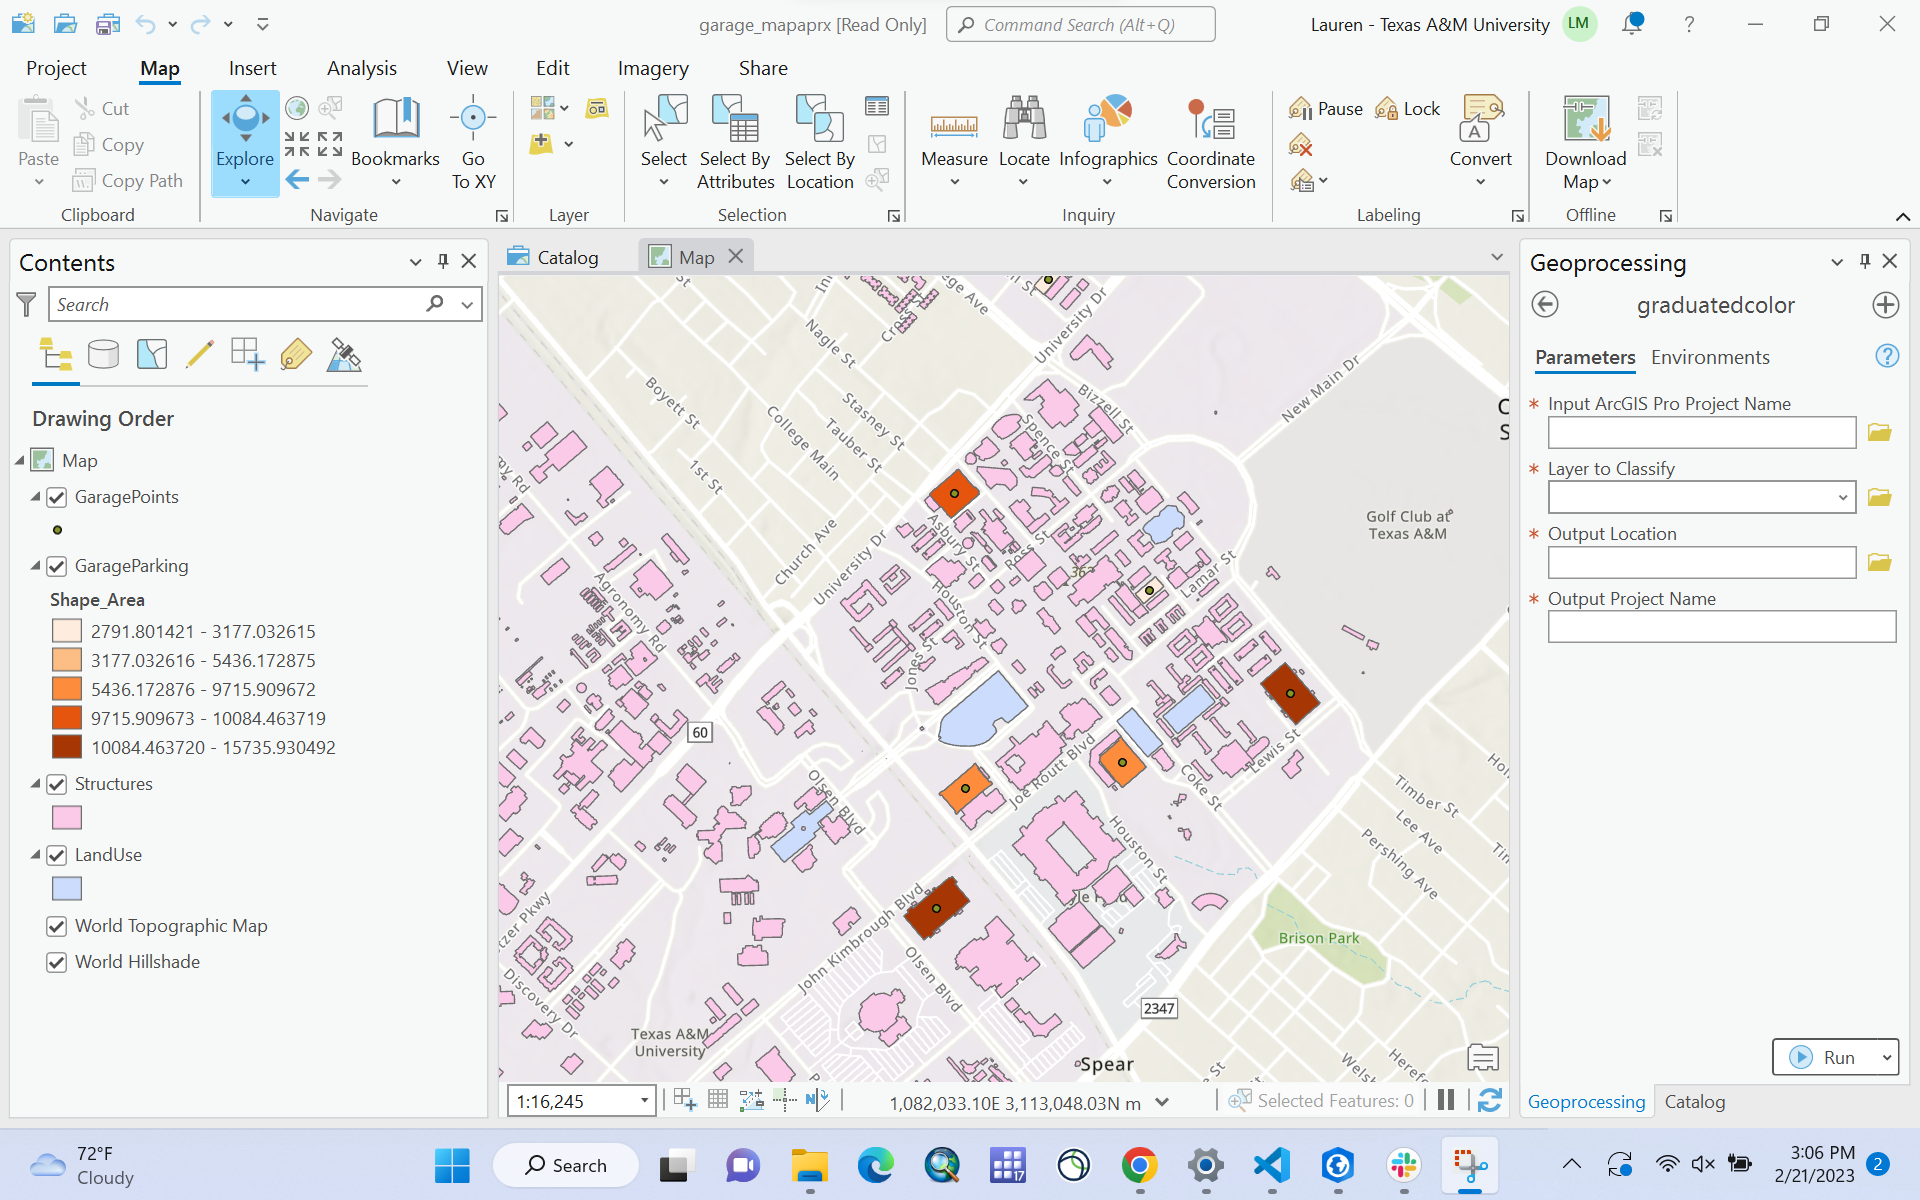 garage_mapaprx [Read Only]
Command Search (Alt+Q)
Lauren - Texas A&M University
LM
?
Project
Map
Insert
Analysis
View
Edit
Imagery
Share
Paste
Cut
Copy
Copy Path
Clipboard
Explore
Bookmarks
Go
To XY
Navigate
Layer
Select
Select By
Attributes
Select By
Location
Selection
Measure
Locate
Infographics
Coordinate
Conversion
Inquiry
Pause
Lock
A
Convert
Labeling
Download
Map
Offline
Contents
Search
Drawing Order
Map
GaragePoints
GarageParking
Shape_Area
2791.801421 - 3177.032615
3177.032616 - 5436.172875
5436.172876 - 9715.909672
9715.909673 - 10084.463719
10084.463720 - 15735.930492
Structures
LandUse
World Topographic Map
World Hillshade
Catalog
Map
St
University Dr
Nagle St
Boyett St
Stasney St
College Main
Tauber St
1st St
Church Ave
University Dr
Bizzell St
Spence St
New Main Dr
Asbury St
Ross St
Houston St
Lamar St
Jones St
Agronomy Rd
Golf Club at
Texas A&M
60
Olsen Blvd
Joe Routt Blvd
Coke St
Lewis St
Houston St
Timber St
Lee Ave
Pershing Ave
John Kimbrough Blvd
Olsen Blvd
Discovery Dr
Brison Park
Texas A&M
University
2347
Spear
1:16,245
1,082,033.10E 3,113,048.03N m
Selected Features: 0
Geoprocessing
graduatedcolor
Parameters
Environments
?
* Input ArcGIS Pro Project Name
* Layer to Classify
* Output Location
* Output Project Name
Run
Geoprocessing
Catalog
72°F
Cloudy
Search
17
3:06 PM
2/21/2023
2